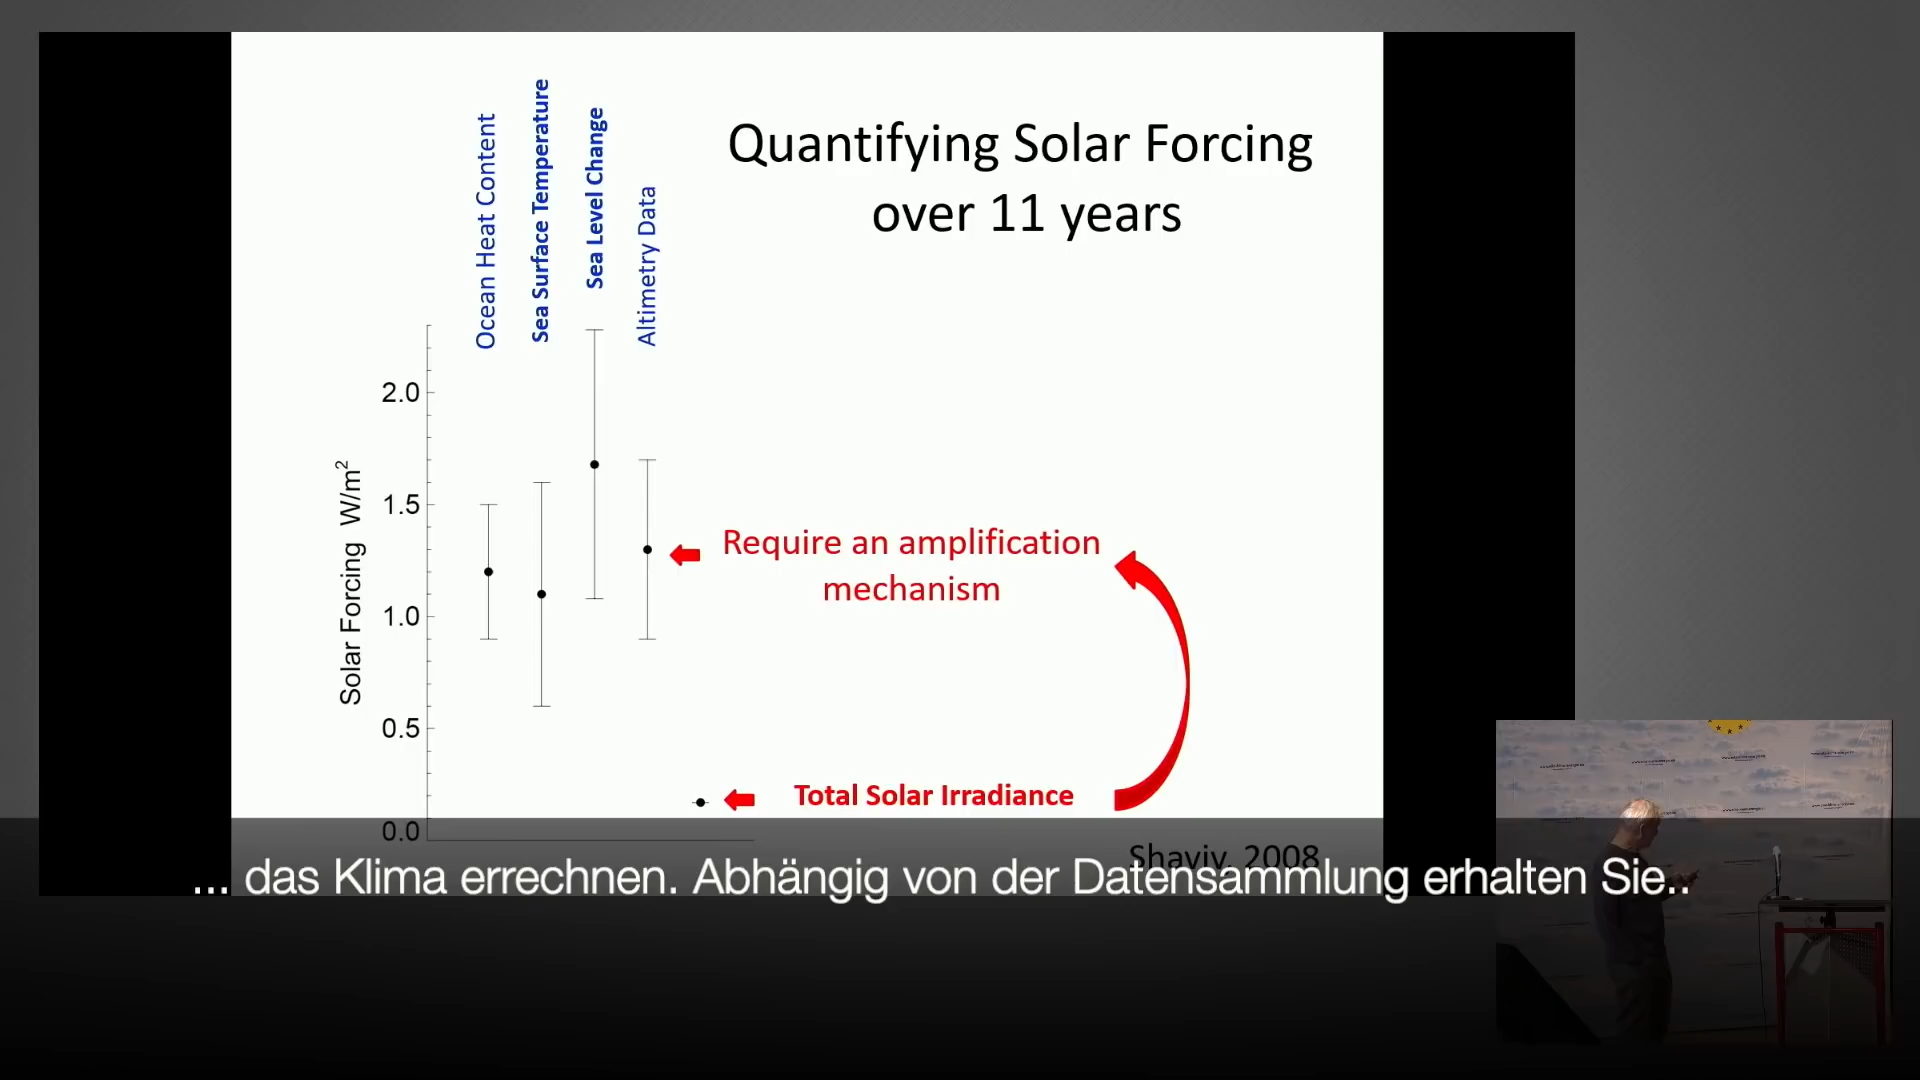 Quantifying Solar Forcing
over 11 years
Ocean Heat Content
Sea Surface Temperature
Sea Level Change
Altimetry Data
Solar Forcing W/m²
2.0
1.5
1.0
0.5
0.0
Require an amplification
mechanism
Total Solar Irradiance
Shaviv, 2008
... das Klima errechnen. Abhängig von der Datensammlung erhalten Sie..